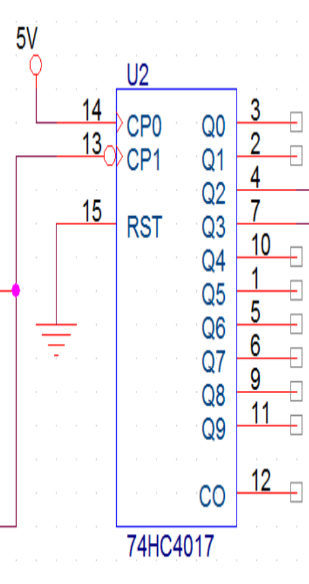 5V
U2
14 CP0 Q0 3
13 CP1 Q1 2
Q2 4
15 RST Q3 7
Q4 10
Q5 1
Q6 5
Q7 6
Q8 9
Q9 11
CO 12
74HC4017